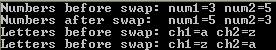 Numbers before swap: num1=3 num2=5
Numbers after swap:  num1=5 num2=3
Letters before swap: ch1=a ch2=z
Letters before swap: ch1=z ch2=a